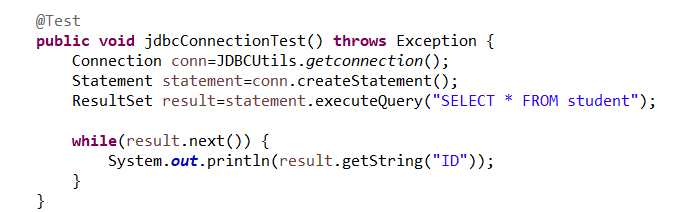 @Test
public void jdbcConnectionTest() throws Exception {
    Connection conn=JDBCUtils.getconnection();
    Statement statement=conn.createStatement();
    ResultSet result=statement.executeQuery("SELECT * FROM student");
    while(result.next()) {
        System.out.println(result.getString("ID"));
    }
}